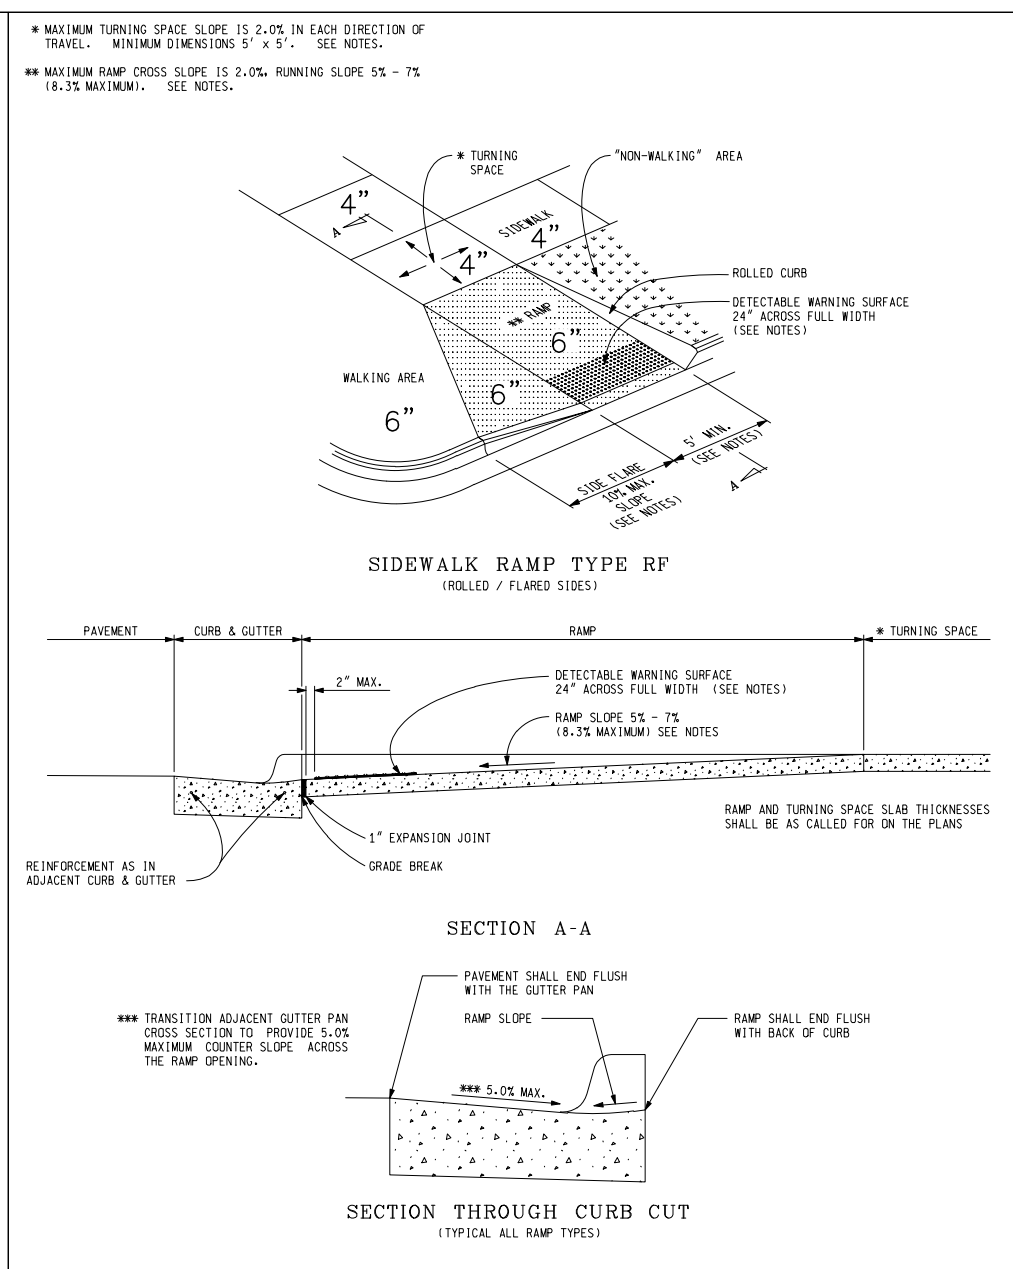 * MAXIMUM TURNING SPACE SLOPE IS 2.0% IN EACH DIRECTION OF
TRAVEL. MINIMUM DIMENSIONS 5' x 5'. SEE NOTES.
** MAXIMUM RAMP CROSS SLOPE IS 2.0%, RUNNING SLOPE 5% - 7%
(8.3% MAXIMUM). SEE NOTES.
* TURNING
SPACE
"NON-WALKING" AREA
4"
A
SIDEWALK
4"
4"
ROLLED CURB
DETECTABLE WARNING SURFACE
24" ACROSS FULL WIDTH
(SEE NOTES)
** RAMP
6"
WALKING AREA
6"
6"
5' MIN.
(SEE NOTES)
SIDE FLARE
10% MAX.
SLOPE
(SEE NOTES)
A
SIDEWALK RAMP TYPE RF
(ROLLED / FLARED SIDES)
PAVEMENT
CURB & GUTTER
RAMP
* TURNING SPACE
2" MAX.
DETECTABLE WARNING SURFACE
24" ACROSS FULL WIDTH (SEE NOTES)
RAMP SLOPE 5% - 7%
(8.3% MAXIMUM) SEE NOTES
RAMP AND TURNING SPACE SLAB THICKNESSES
SHALL BE AS CALLED FOR ON THE PLANS
1" EXPANSION JOINT
GRADE BREAK
REINFORCEMENT AS IN
ADJACENT CURB & GUTTER
SECTION A-A
PAVEMENT SHALL END FLUSH
WITH THE GUTTER PAN
*** TRANSITION ADJACENT GUTTER PAN
CROSS SECTION TO PROVIDE 5.0%
MAXIMUM COUNTER SLOPE ACROSS
THE RAMP OPENING.
RAMP SLOPE
RAMP SHALL END FLUSH
WITH BACK OF CURB
*** 5.0% MAX.
SECTION THROUGH CURB CUT
(TYPICAL ALL RAMP TYPES)